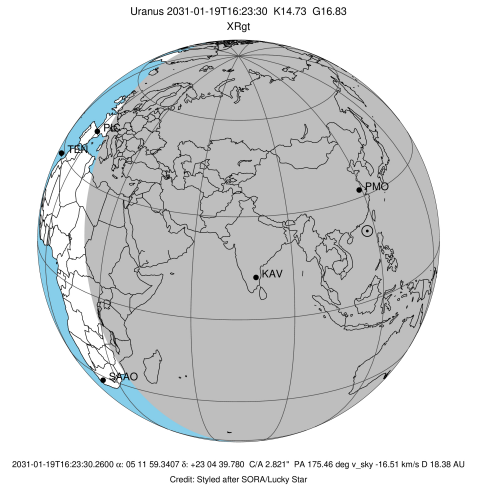 Uranus 2031-01-19T16:23:30 K14.73 G16.83
XRgt
PIC
TEN
PMO
KAV
SAAO
2031-01-19T16:23:30.2600 α: 05 11 59.3407 δ: +23 04 39.780 C/A 2.821" PA 175.46 deg v_sky -16.51 km/s D 18.38 AU
Credit: Styled after SORA/Lucky Star